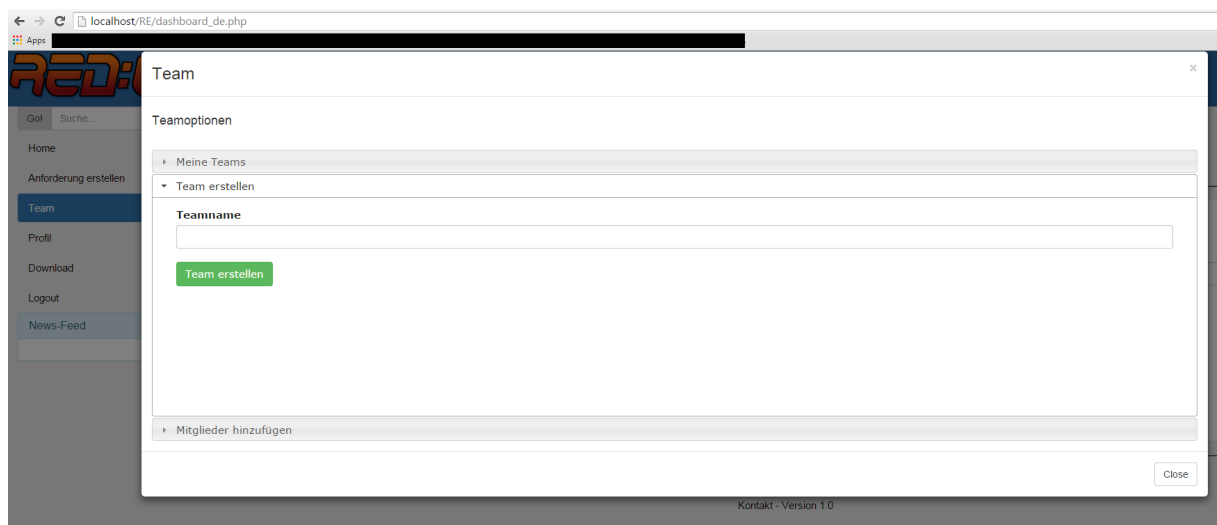 localhost/RE/dashboard_de.php
Apps
Team
×
Go! Suche...
Teamoptionen
Home
Meine Teams
Anforderung erstellen
Team erstellen
Team
Teamname
Profil
Download
Team erstellen
Logout
News-Feed
Mitglieder hinzufügen
Close
Kontakt - Version 1.0